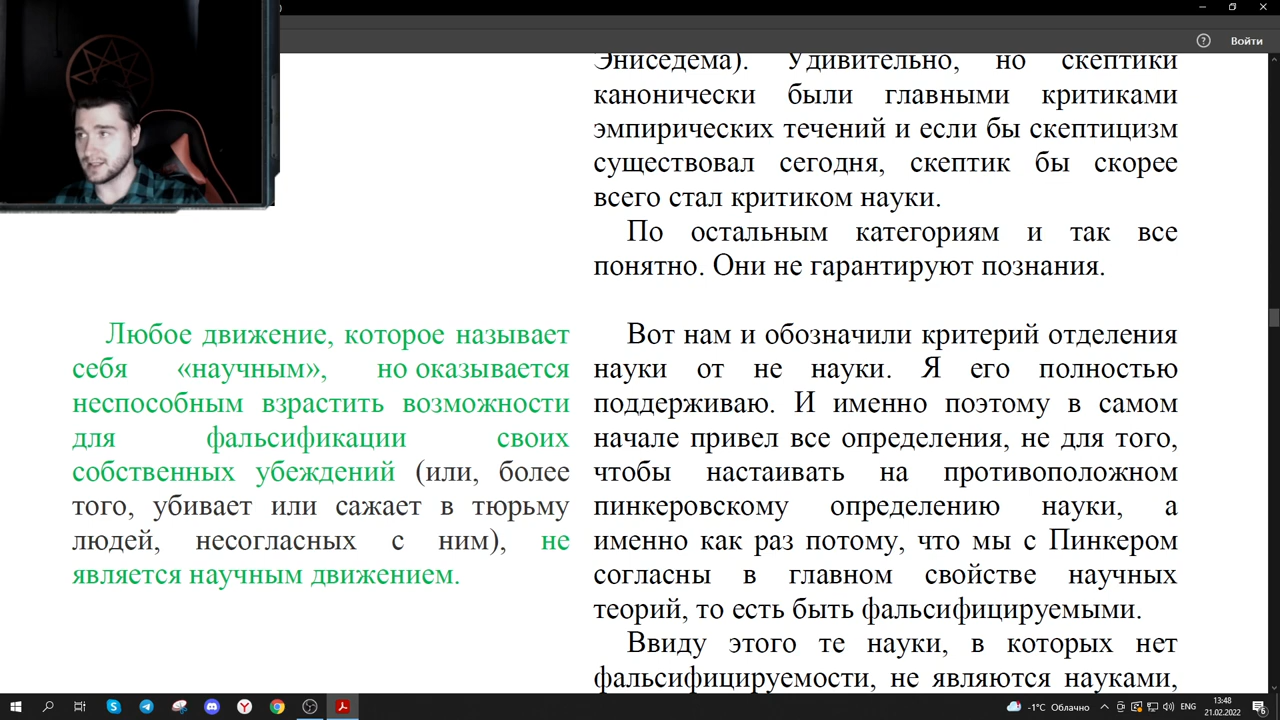 Войти
Эниседема). Удивительно, но скептики
канонически были главными критиками
эмпирических течений и если бы скептицизм
существовал сегодня, скептик бы скорее
всего стал критиком науки.
По остальным категориям и так все
понятно. Они не гарантируют познания.
Любое движение, которое называет
себя «научным», но оказывается
неспособным взрастить возможности
для фальсификации своих
собственных убеждений (или, более
того, убивает или сажает в тюрьму
людей, несогласных с ним), не
является научным движением.
Вот нам и обозначили критерий отделения
науки от не науки. Я его полностью
поддерживаю. И именно поэтому в самом
начале привел все определения, не для того,
чтобы настаивать на противоположном
пинкеровскому определению науки, а
именно как раз потому, что мы с Пинкером
согласны в главном свойстве научных
теорий, то есть быть фальсифицируемыми.
Ввиду этого те науки, в которых нет
фальсифицируемости, не являются науками,
-1°C Облачно
ENG
13:48
21.02.2022
6